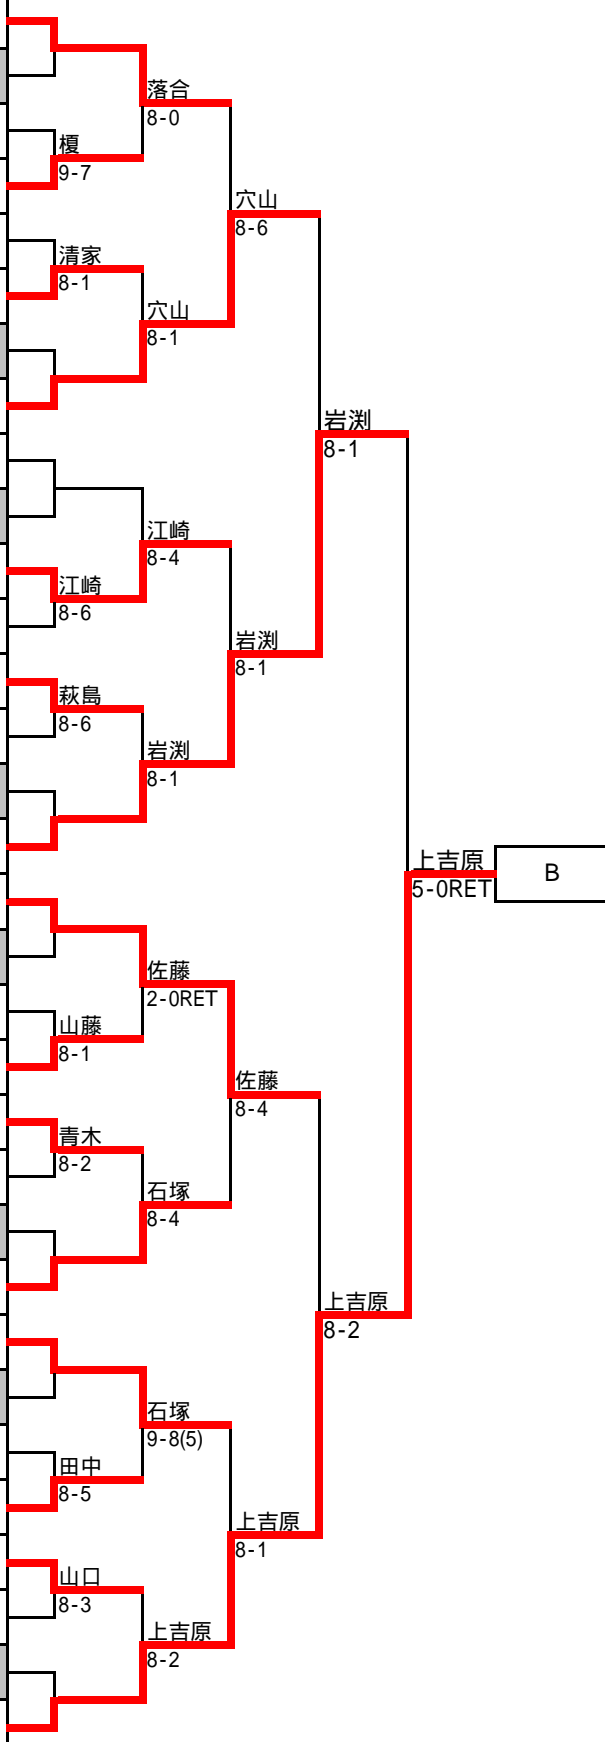 落合
8-0
榎
9-7
穴山
8-6
清家
8-1
穴山
8-1
岩渕
8-1
江崎
8-4
江崎
8-6
岩渕
8-1
萩島
8-6
岩渕
8-1
上吉原
5-0RET
B
佐藤
2-0RET
山藤
8-1
佐藤
8-4
青木
8-2
石塚
8-4
上吉原
8-2
石塚
9-8(5)
田中
8-5
上吉原
8-1
山口
8-3
上吉原
8-2